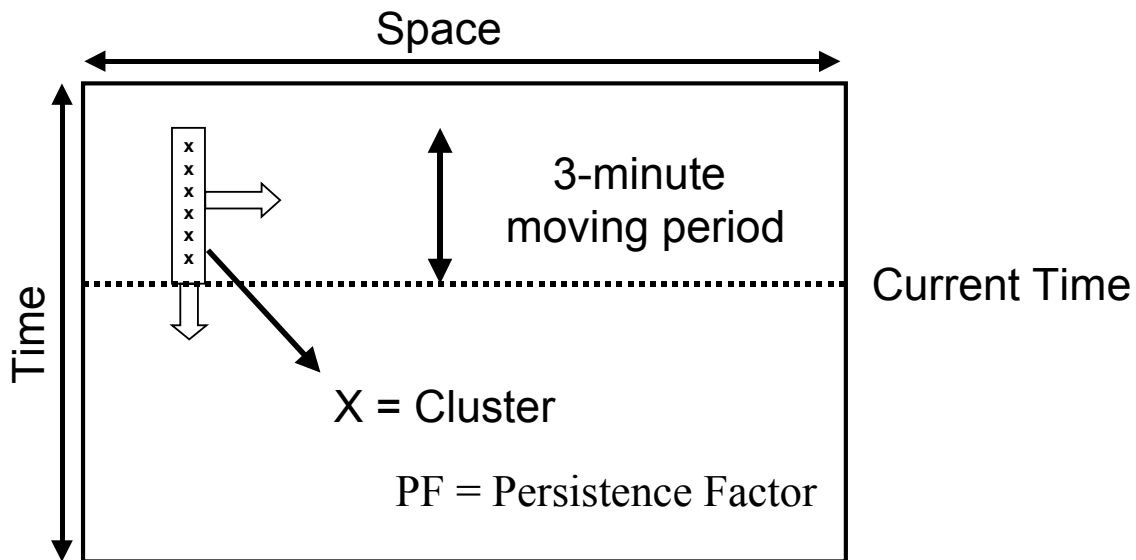 Space
x
x
x
x
x
x
3-minute
moving period
Current Time
Time
X = Cluster
PF = Persistence Factor